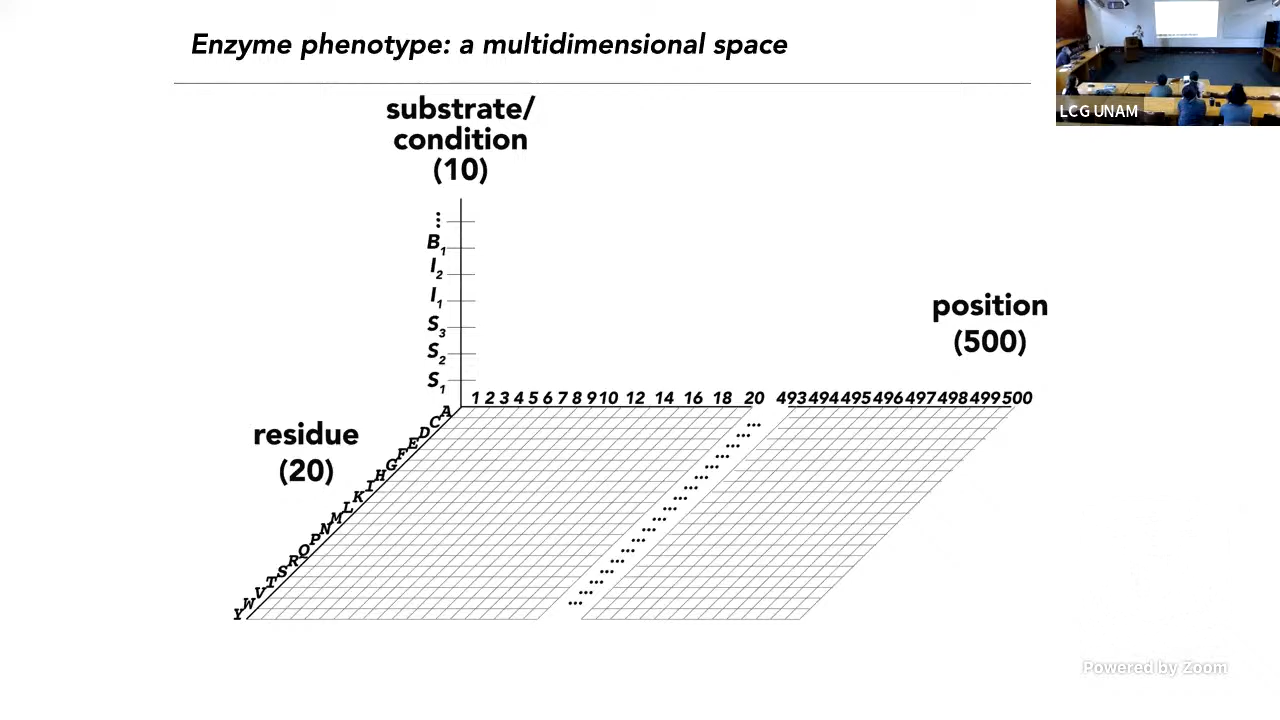 Enzyme phenotype: a multidimensional space
LCG UNAM
substrate/
condition
(10)
⋮
B1
I2
I1
S3
S2
S1
position
(500)
1 2 3 4 5 6 7 8 9 10 12 14 16 18 20 493 494 495 496 497 498 499 500
residue
(20)
A
C
D
E
F
G
H
I
K
L
M
N
P
Q
R
S
T
V
W
Y
Powered by Zoom